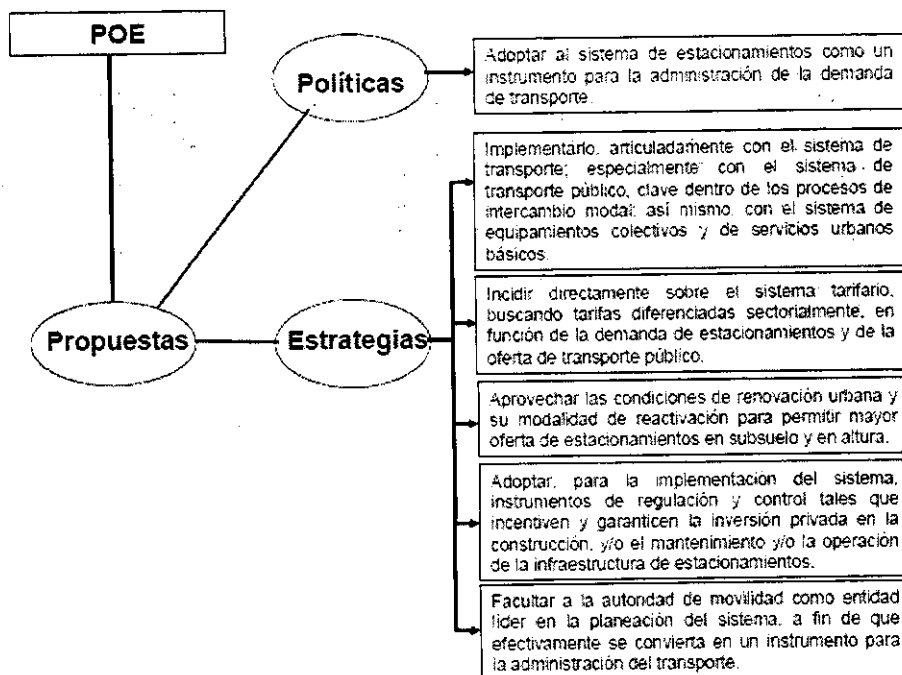 POE
Políticas
Adoptar al sistema de estacionamientos como un
instrumento para la administración de la demanda
de transporte.
Implementarlo, articuladamente con el sistema de
transporte; especialmente con el sistema de
transporte público, clave dentro de los procesos de
intercambio modal; así mismo, con el sistema de
equipamientos colectivos y de servicios urbanos
básicos.
Propuestas
Estrategias
Incidir directamente sobre el sistema tarifario,
buscando tarifas diferenciadas sectorialmente, en
función de la demanda de estacionamientos y de la
oferta de transporte público.
Aprovechar las condiciones de renovación urbana y
su modalidad de reactivación para permitir mayor
oferta de estacionamientos en subsuelo y en altura.
Adoptar, para la implementación del sistema,
instrumentos de regulación y control tales que
incentiven y garanticen la inversión privada en la
construcción, y/o el mantenimiento y/o la operación
de la infraestructura de estacionamientos.
Facultar a la autoridad de movilidad como entidad
líder en la planeación del sistema, a fin de que
efectivamente se convierta en un instrumento para
la administración del transporte.